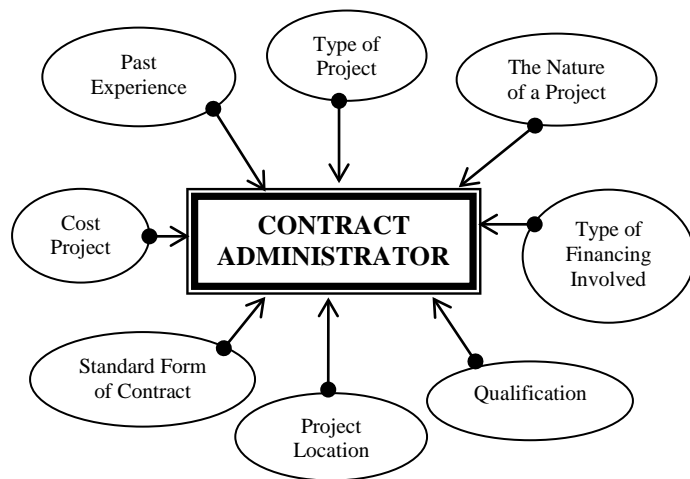 Past
Experience
Type of
Project
The Nature
of a Project
Cost
Project
CONTRACT
ADMINISTRATOR
Type of
Financing
Involved
Standard Form
of Contract
Project
Location
Qualification